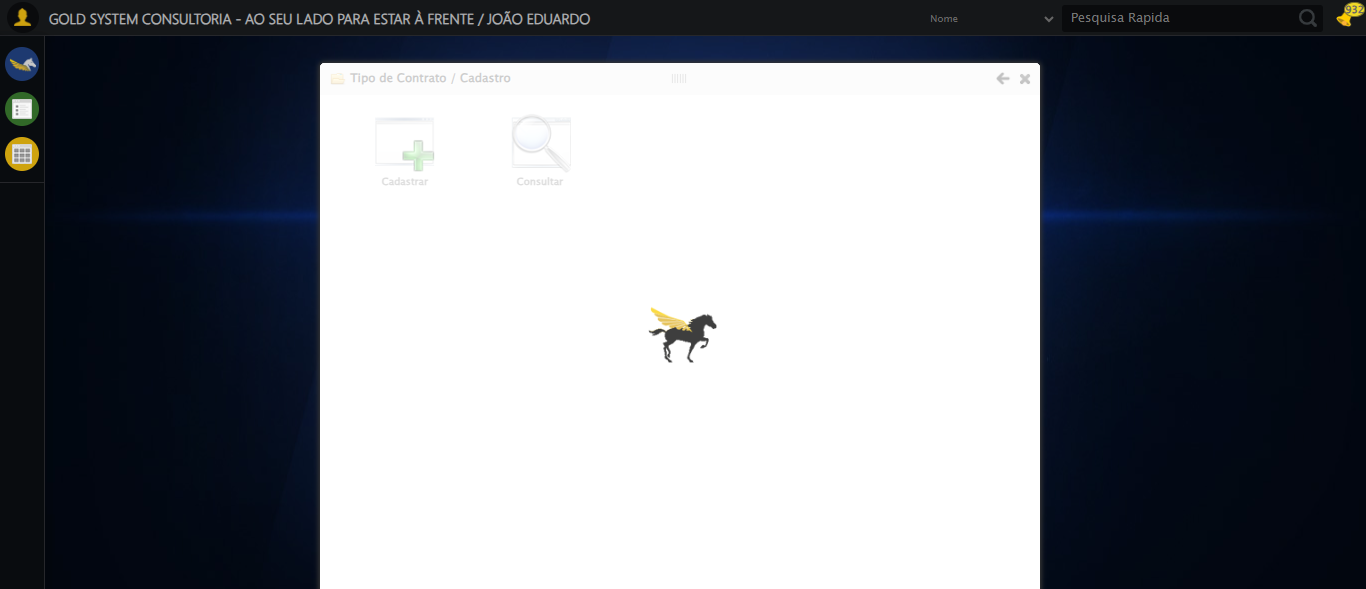 GOLD SYSTEM CONSULTORIA - AO SEU LADO PARA ESTAR À FRENTE / JOÃO EDUARDO
Nome
Pesquisa Rapida
932
Tipo de Contrato / Cadastro
Cadastrar
Consultar